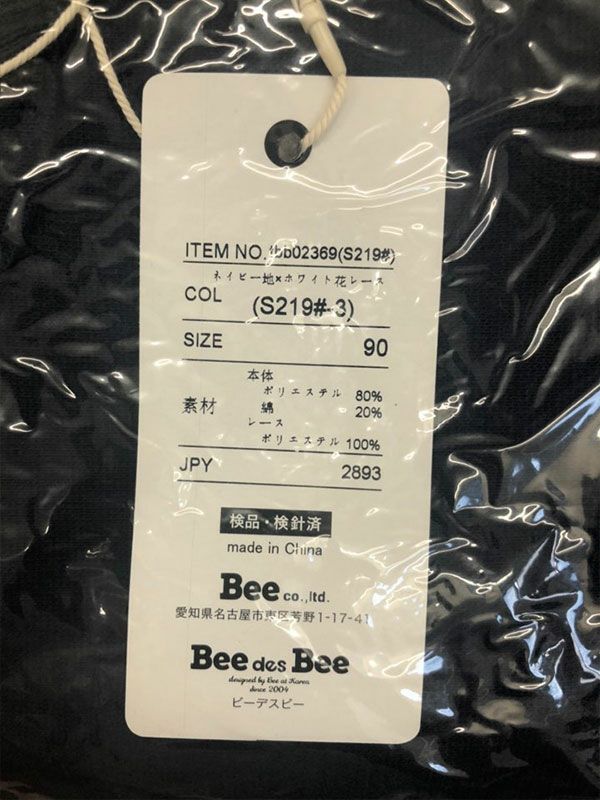 ITEM NO. tbb02369(S219#)
ネイビー地×ホワイト花レース
COL (S219#-3)
SIZE 90
本体
ポリエステル 80%
素材 綿 20%
レース
ポリエステル 100%
JPY 2893
検品・検針済
made in China
Bee co.,ltd.
愛知県名古屋市東区芳野1-17-41
Bee des Bee
designed by Bee at Korea
since 2004
ビーデスビー